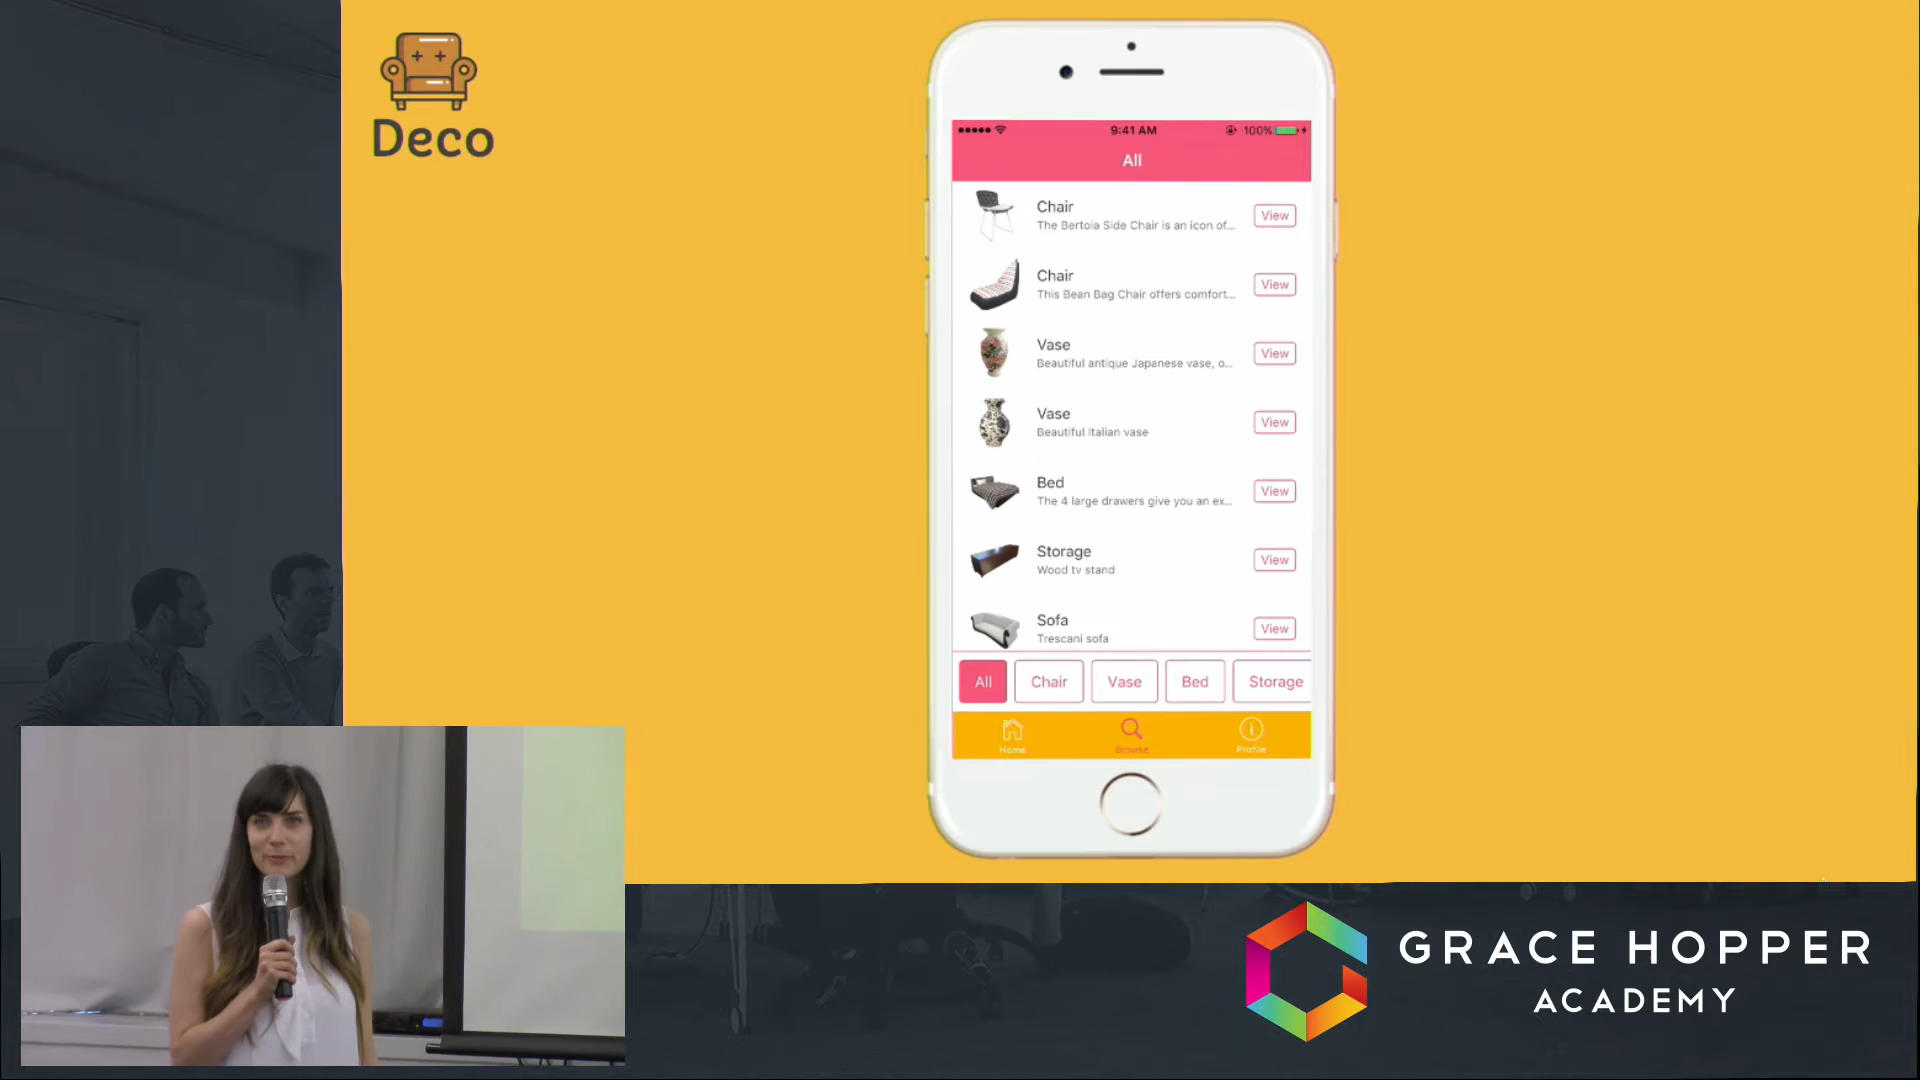 Deco
9:41 AM
100%
All
Chair
The Bertoia Side Chair is an icon of...
View
Chair
This Bean Bag Chair offers comfort...
View
Vase
Beautiful antique Japanese vase, o...
View
Vase
Beautiful Italian vase
View
Bed
The 4 large drawers give you an ex...
View
Storage
Wood tv stand
View
Sofa
Trescani sofa
View
All
Chair
Vase
Bed
Storage
Home
Browse
Profile
GRACE HOPPER
ACADEMY